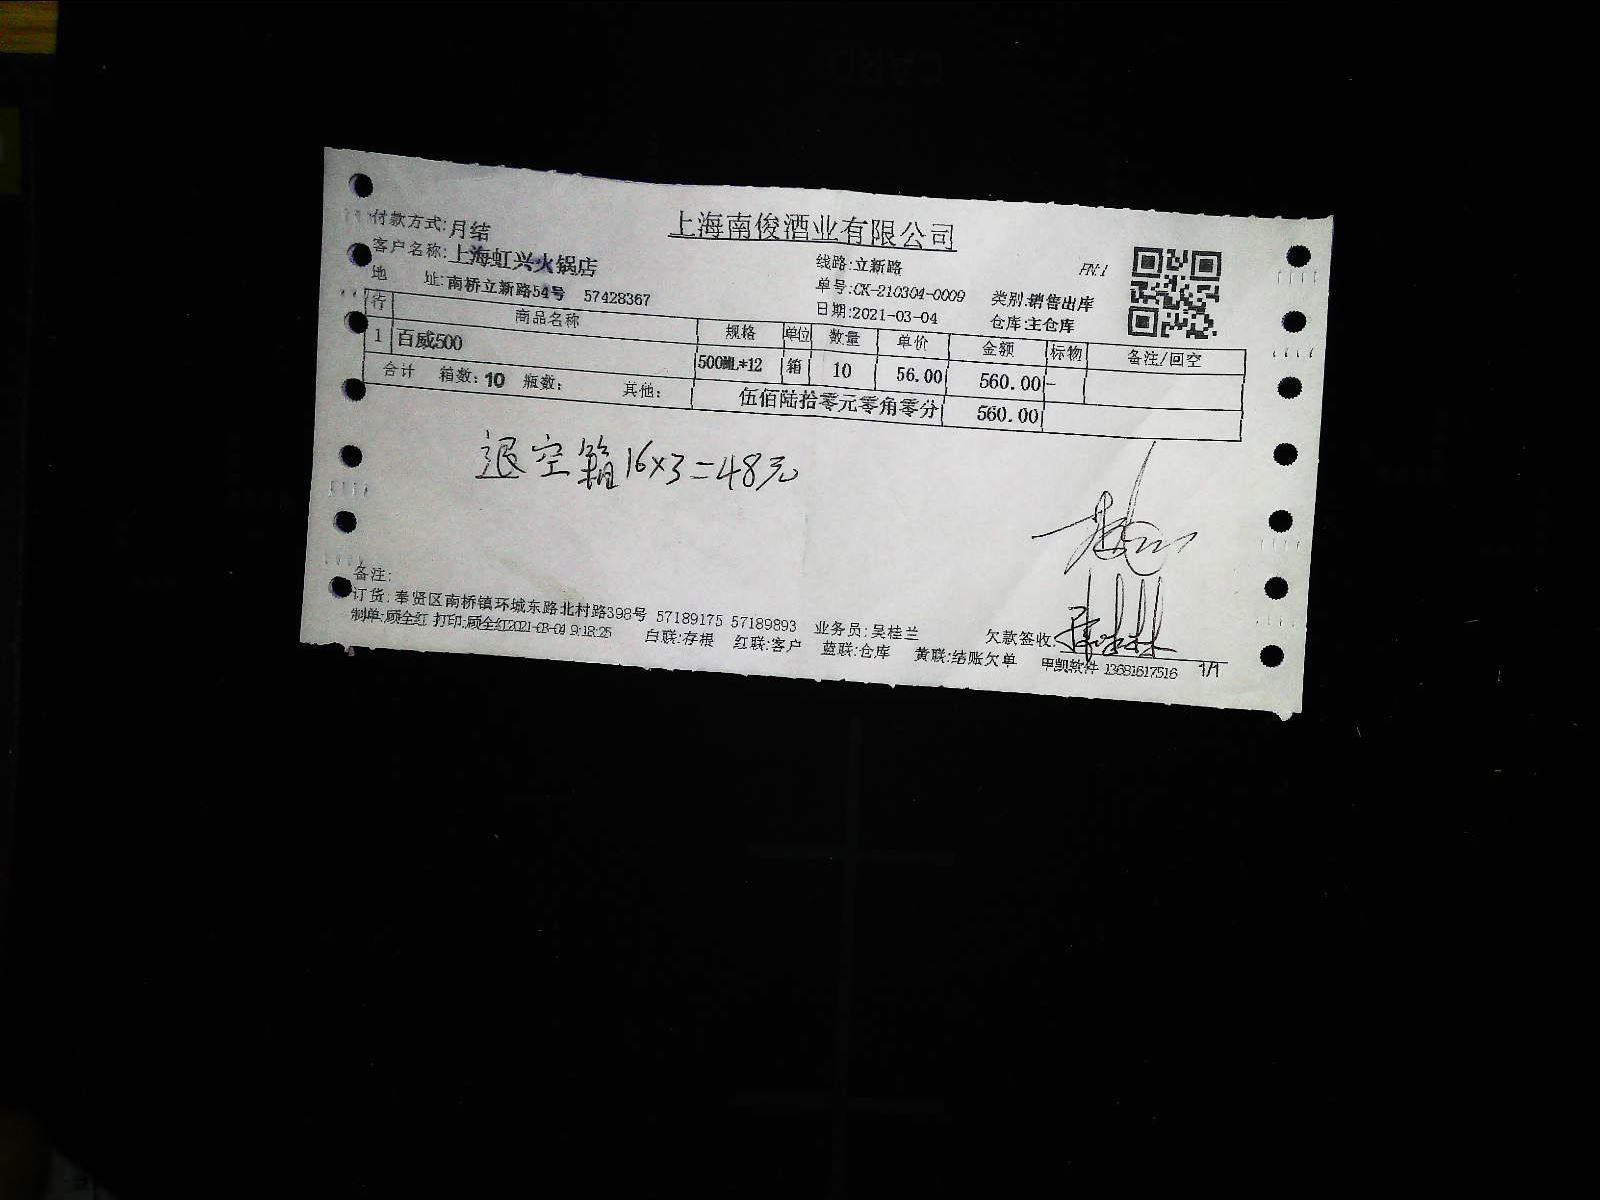 上海南俊酒业有限公司
付款方式:月结
客户名称:上海虹兴火锅店
地 址:南桥立新路54号 57428367
线路:立新路
单号:CK-210304-0009 类别:销售出库
日期:2021-03-04 仓库:主仓库
FN:1
行 商品名称 规格 单位 数量 单价 金额 标物 备注/回空
1 百威500 500ML*12 箱 10 56.00 560.00 -
合计 箱数:10 瓶数: 其他: 伍佰陆拾零元零角零分 560.00
退空箱16×3=48元
备注:
订货:奉贤区南桥镇环城东路北村路398号 57189175 57189893 业务员:吴桂兰 欠款签收:
制单:顾全红 打印:顾全红2021-03-04 9:18:25 白联:存根 红联:客户 蓝联:仓库 黄联:结账欠单 甲凯软件 13681617516 1/1
CARD